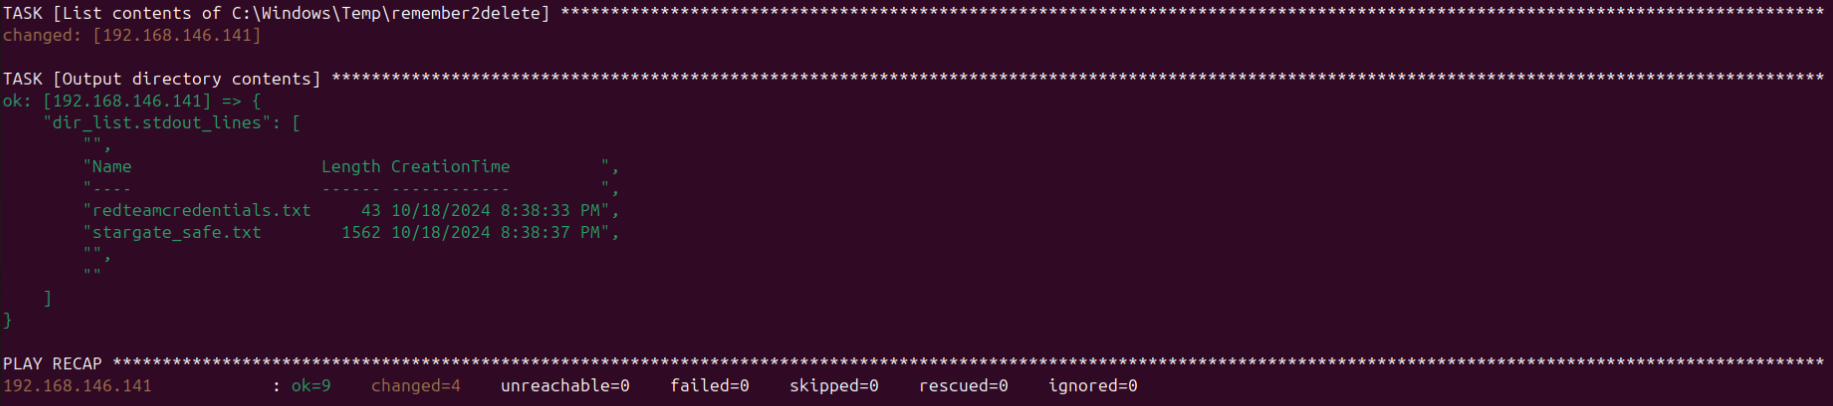 TASK [List contents of C:\Windows\Temp\remember2delete] *******************************************************************************************************************************
changed: [192.168.146.141]
TASK [Output directory contents] ******************************************************************************************************************************************************
ok: [192.168.146.141] => {
    "dir_list.stdout_lines": [
        "",
        "Name                   Length CreationTime         ",
        "----                   ------ ------------         ",
        "redteamcredentials.txt     43 10/18/2024 8:38:33 PM",
        "stargate_safe.txt        1562 10/18/2024 8:38:37 PM",
        "",
        ""
    ]
}
PLAY RECAP ****************************************************************************************************************************************************************************
192.168.146.141            : ok=9    changed=4    unreachable=0    failed=0    skipped=0    rescued=0    ignored=0